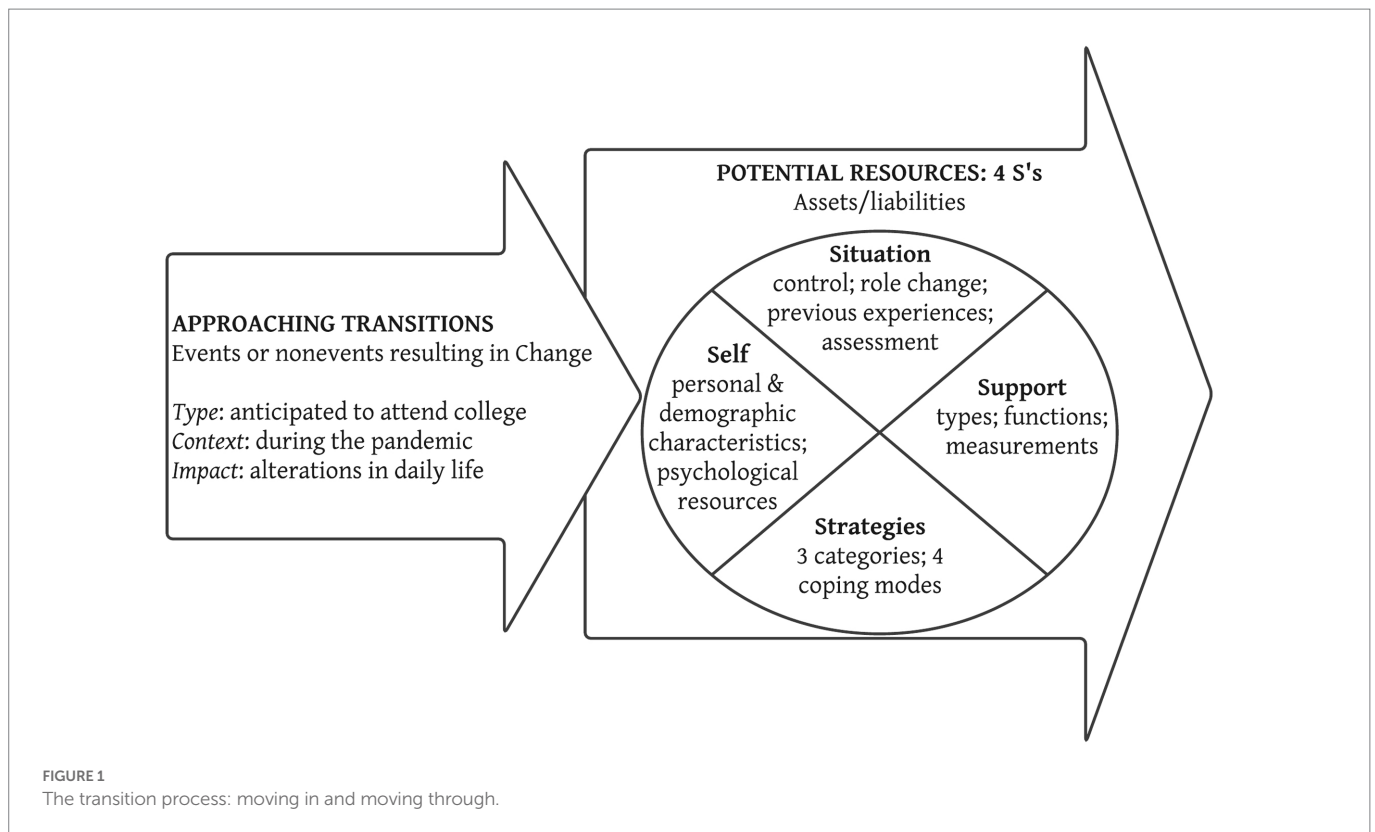 APPROACHING TRANSITIONS
Events or nonevents resulting in Change
Type: anticipated to attend college
Context: during the pandemic
Impact: alterations in daily life
POTENTIAL RESOURCES: 4 S's
Assets/liabilities
Situation
control; role change;
previous experiences;
assessment
Self
personal &
demographic
characteristics;
psychological
resources
Support
types; functions;
measurements
Strategies
3 categories; 4
coping modes
FIGURE 1
The transition process: moving in and moving through.